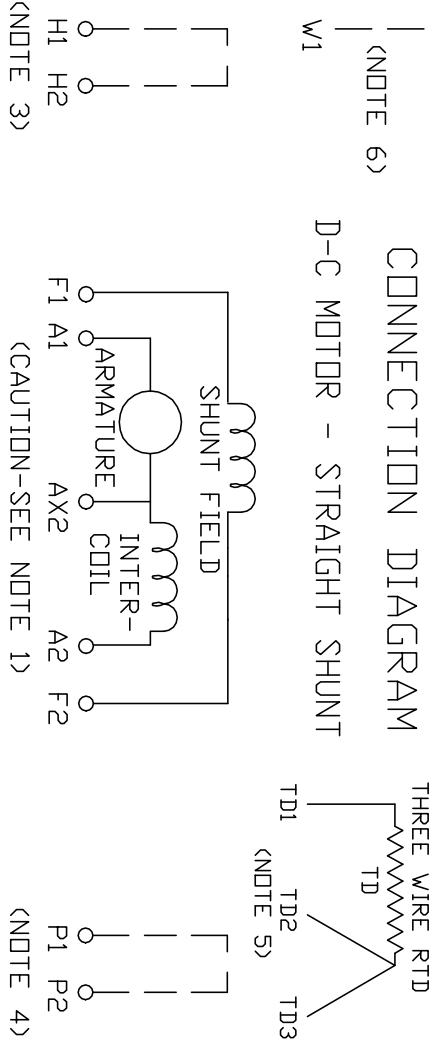 CONNECTION DIAGRAM
D-C MOTOR - STRAIGHT SHUNT
(NOTE 6)
W1
H1 H2
(NOTE 3)
SHUNT FIELD
ARMATURE
INTER-
COIL
F1 A1 AX2 A2 F2
(CAUTION-SEE NOTE 1)
THREE WIRE RTD
TD
TD1 TD2 TD3
(NOTE 5)
P1 P2
(NOTE 4)